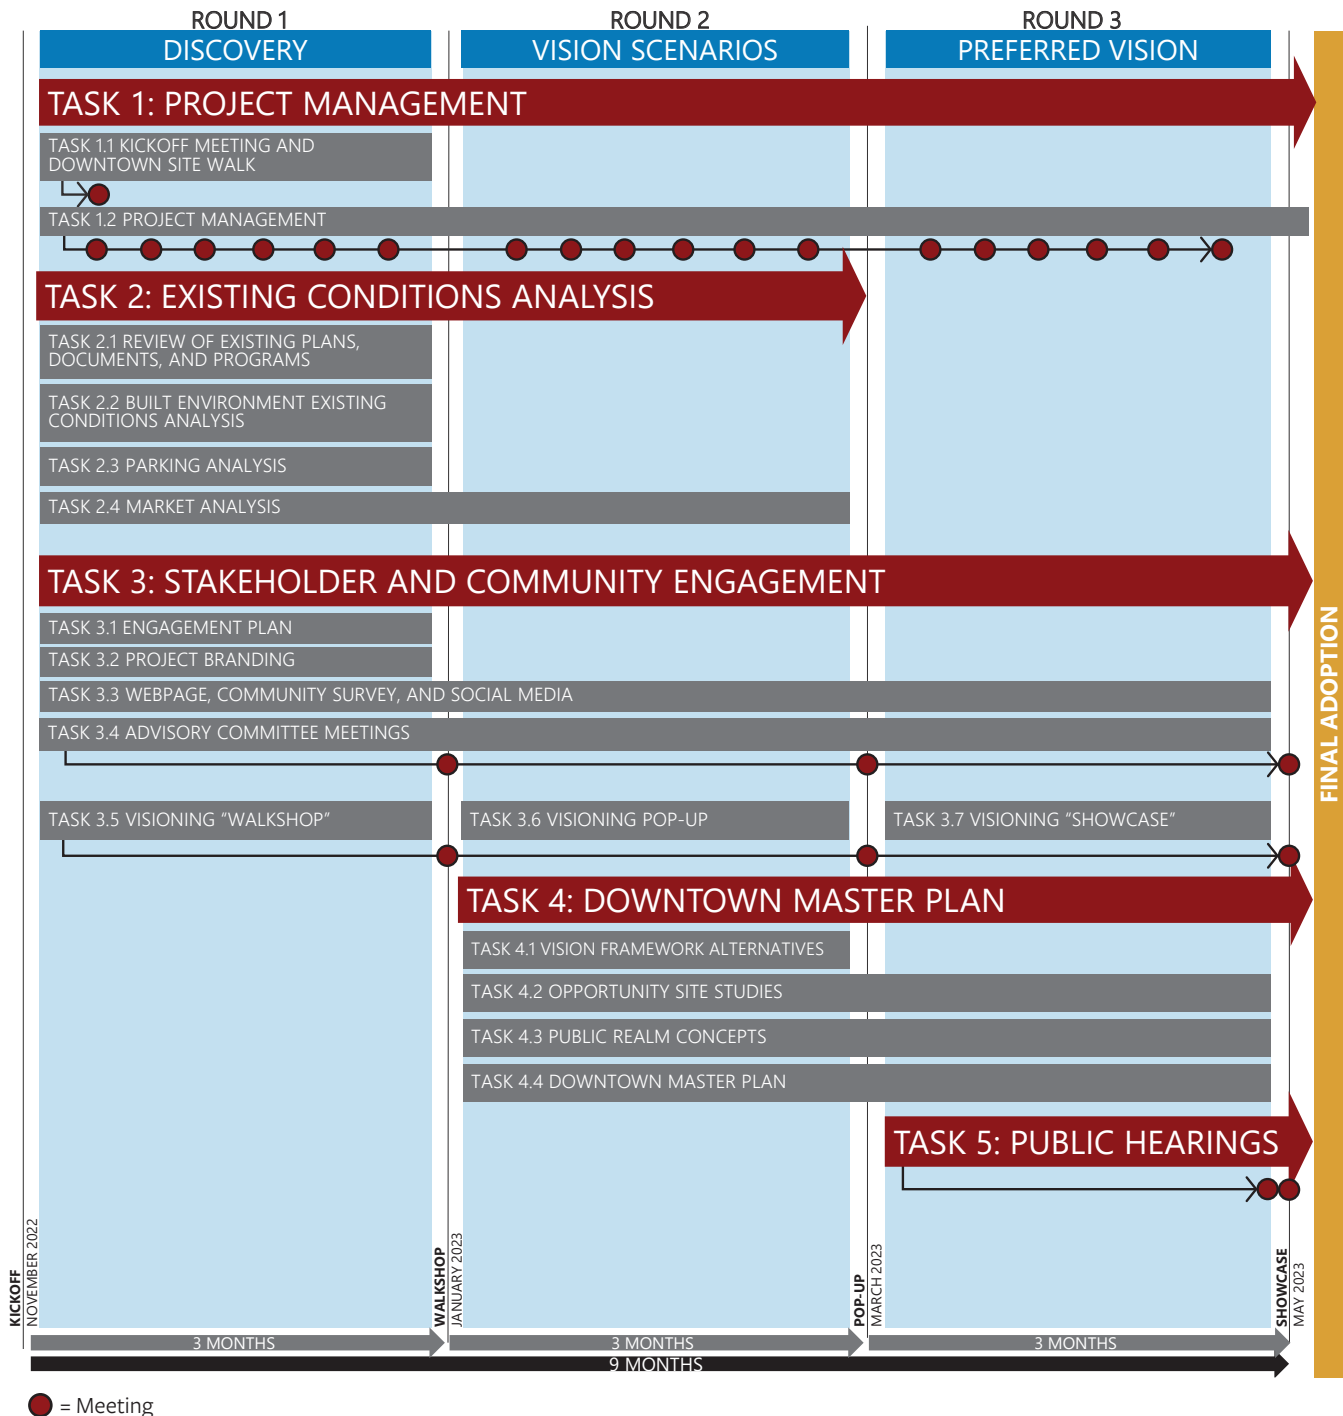 ROUND 1
ROUND 2
ROUND 3
DISCOVERY
VISION SCENARIOS
PREFERRED VISION
TASK 1: PROJECT MANAGEMENT
TASK 1.1 KICKOFF MEETING AND
DOWNTOWN SITE WALK
TASK 1.2 PROJECT MANAGEMENT
TASK 2: EXISTING CONDITIONS ANALYSIS
TASK 2.1 REVIEW OF EXISTING PLANS,
DOCUMENTS, AND PROGRAMS
TASK 2.2 BUILT ENVIRONMENT EXISTING
CONDITIONS ANALYSIS
TASK 2.3 PARKING ANALYSIS
TASK 2.4 MARKET ANALYSIS
TASK 3: STAKEHOLDER AND COMMUNITY ENGAGEMENT
TASK 3.1 ENGAGEMENT PLAN
TASK 3.2 PROJECT BRANDING
TASK 3.3 WEBPAGE, COMMUNITY SURVEY, AND SOCIAL MEDIA
TASK 3.4 ADVISORY COMMITTEE MEETINGS
TASK 3.5 VISIONING “WALKSHOP”
TASK 3.6 VISIONING POP-UP
TASK 3.7 VISIONING “SHOWCASE”
TASK 4: DOWNTOWN MASTER PLAN
TASK 4.1 VISION FRAMEWORK ALTERNATIVES
TASK 4.2 OPPORTUNITY SITE STUDIES
TASK 4.3 PUBLIC REALM CONCEPTS
TASK 4.4 DOWNTOWN MASTER PLAN
TASK 5: PUBLIC HEARINGS
FINAL ADOPTION
KICKOFF
NOVEMBER 2022
WALKSHOP
JANUARY 2023
POP-UP
MARCH 2023
SHOWCASE
MAY 2023
3 MONTHS
3 MONTHS
3 MONTHS
9 MONTHS
= Meeting